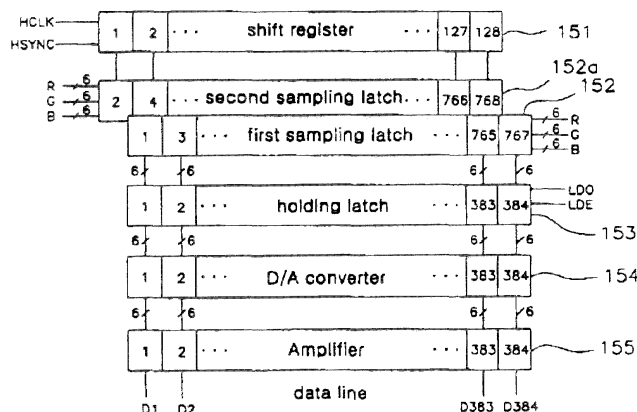 HCLK
HSYNC
1 2 ··· shift register ··· 127 128
151
R 6
G 6
B 6
2 4 ··· second sampling latch ··· 766 768
152a
152
1 3 ··· first sampling latch ··· 765 767
6 R
6 G
6 B
6 6 6 6
1 2 ··· holding latch ··· 383 384
LDO
LDE
153
6 6 6 6
1 2 ··· D/A converter ··· 383 384
154
6 6 6 6
1 2 ··· Amplifier ··· 383 384
155
data line
D1 D2 D383 D384